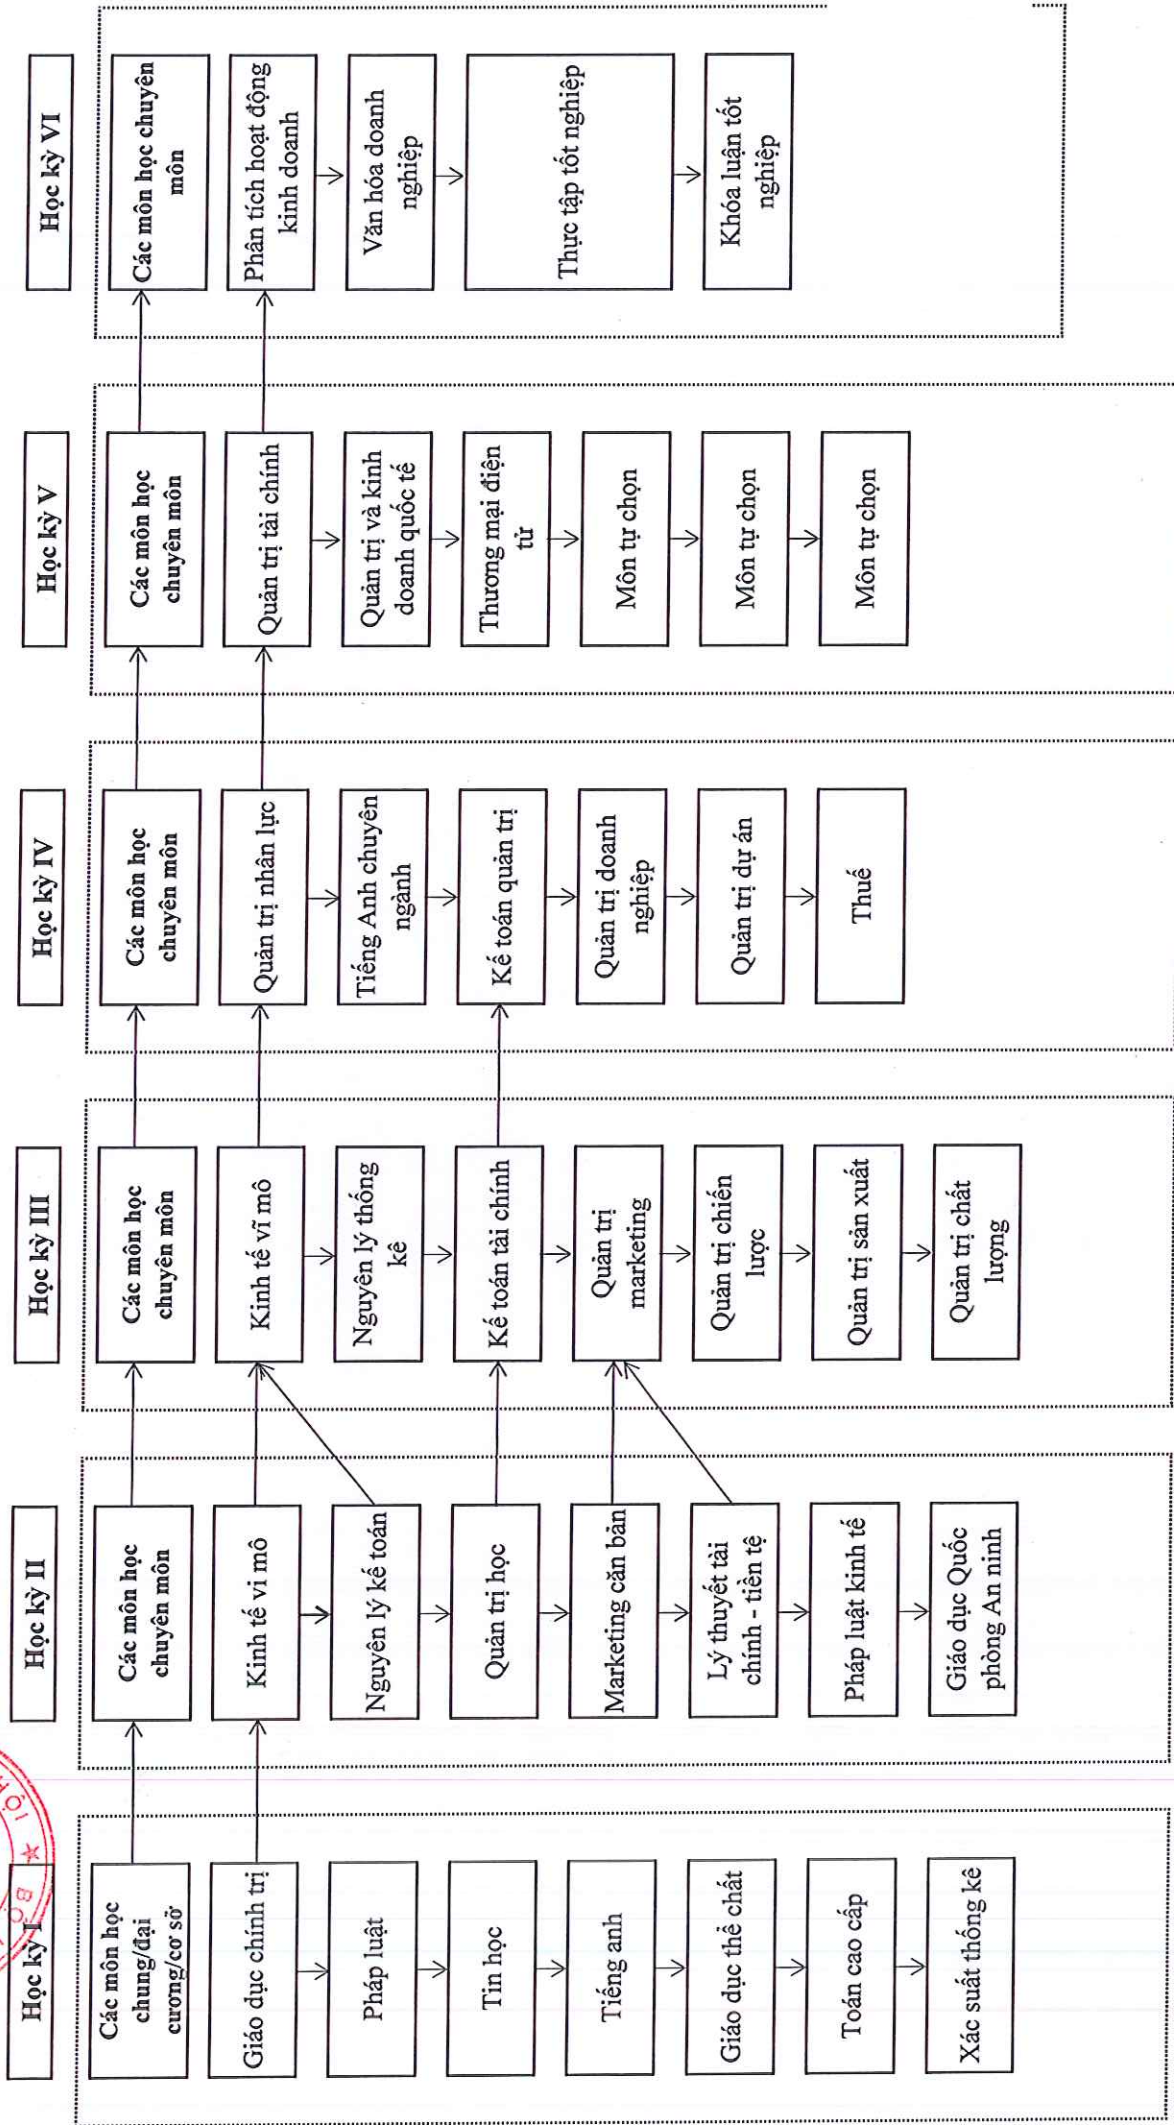 Học kỳ I
Các môn học
chung/đại
cương/cơ sở
Giáo dục chính trị
Pháp luật
Tin học
Tiếng anh
Giáo dục thể chất
Toán cao cấp
Xác suất thống kê
Học kỳ II
Các môn học
chuyên môn
Kinh tế vi mô
Nguyên lý kế toán
Quản trị học
Marketing căn bản
Lý thuyết tài
chính - tiền tệ
Pháp luật kinh tế
Giáo dục Quốc
phòng An ninh
Học kỳ III
Các môn học
chuyên môn
Kinh tế vĩ mô
Nguyên lý thống
kê
Kế toán tài chính
Quản trị
marketing
Quản trị chiến
lược
Quản trị sản xuất
Quản trị chất
lượng
Học kỳ IV
Các môn học
chuyên môn
Quản trị nhân lực
Tiếng Anh chuyên
ngành
Kế toán quản trị
Quản trị doanh
nghiệp
Quản trị dự án
Thuế
Học kỳ V
Các môn học
chuyên môn
Quản trị tài chính
Quản trị và kinh
doanh quốc tế
Thương mại điện
tử
Môn tự chọn
Môn tự chọn
Môn tự chọn
Học kỳ VI
Các môn học chuyên
môn
Phân tích hoạt động
kinh doanh
Văn hóa doanh
nghiệp
Thực tập tốt nghiệp
Khóa luận tốt
nghiệp